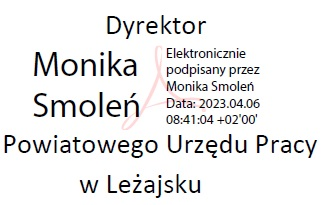 Dyrektor
Monika
Smoleń
Elektronicznie
podpisany przez
Monika Smoleń
Data: 2023.04.06
08:41:04 +02'00'
Powiatowego Urzędu Pracy
w Leżajsku